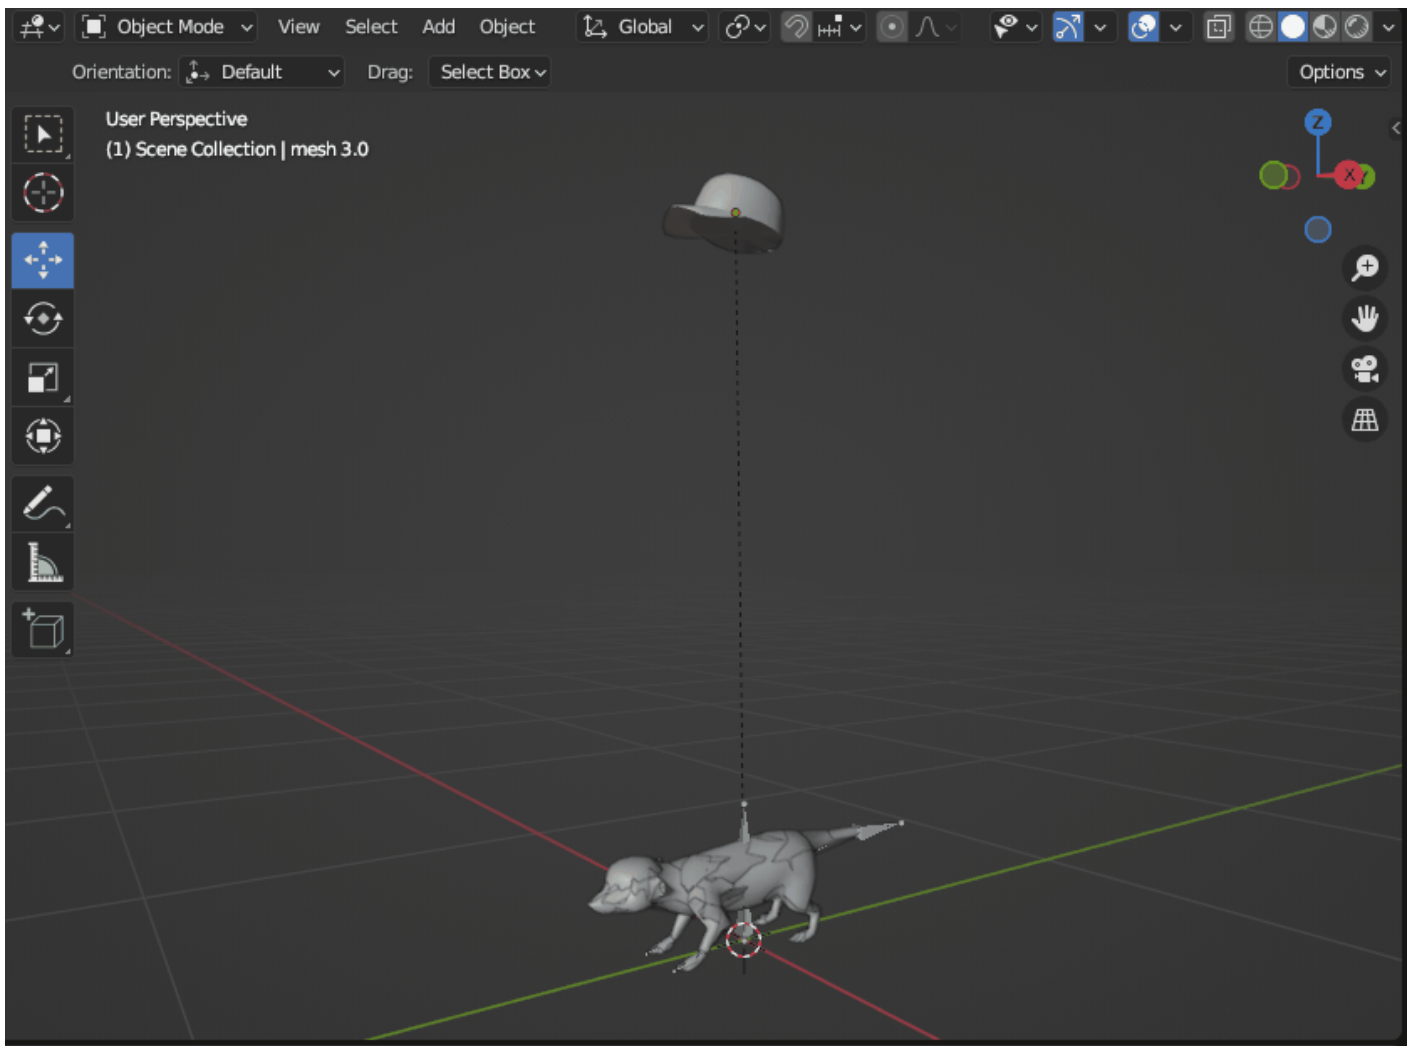 Object Mode View Select Add Object Global
Orientation: Default Drag: Select Box Options
User Perspective
(1) Scene Collection | mesh 3.0
Z
X Y